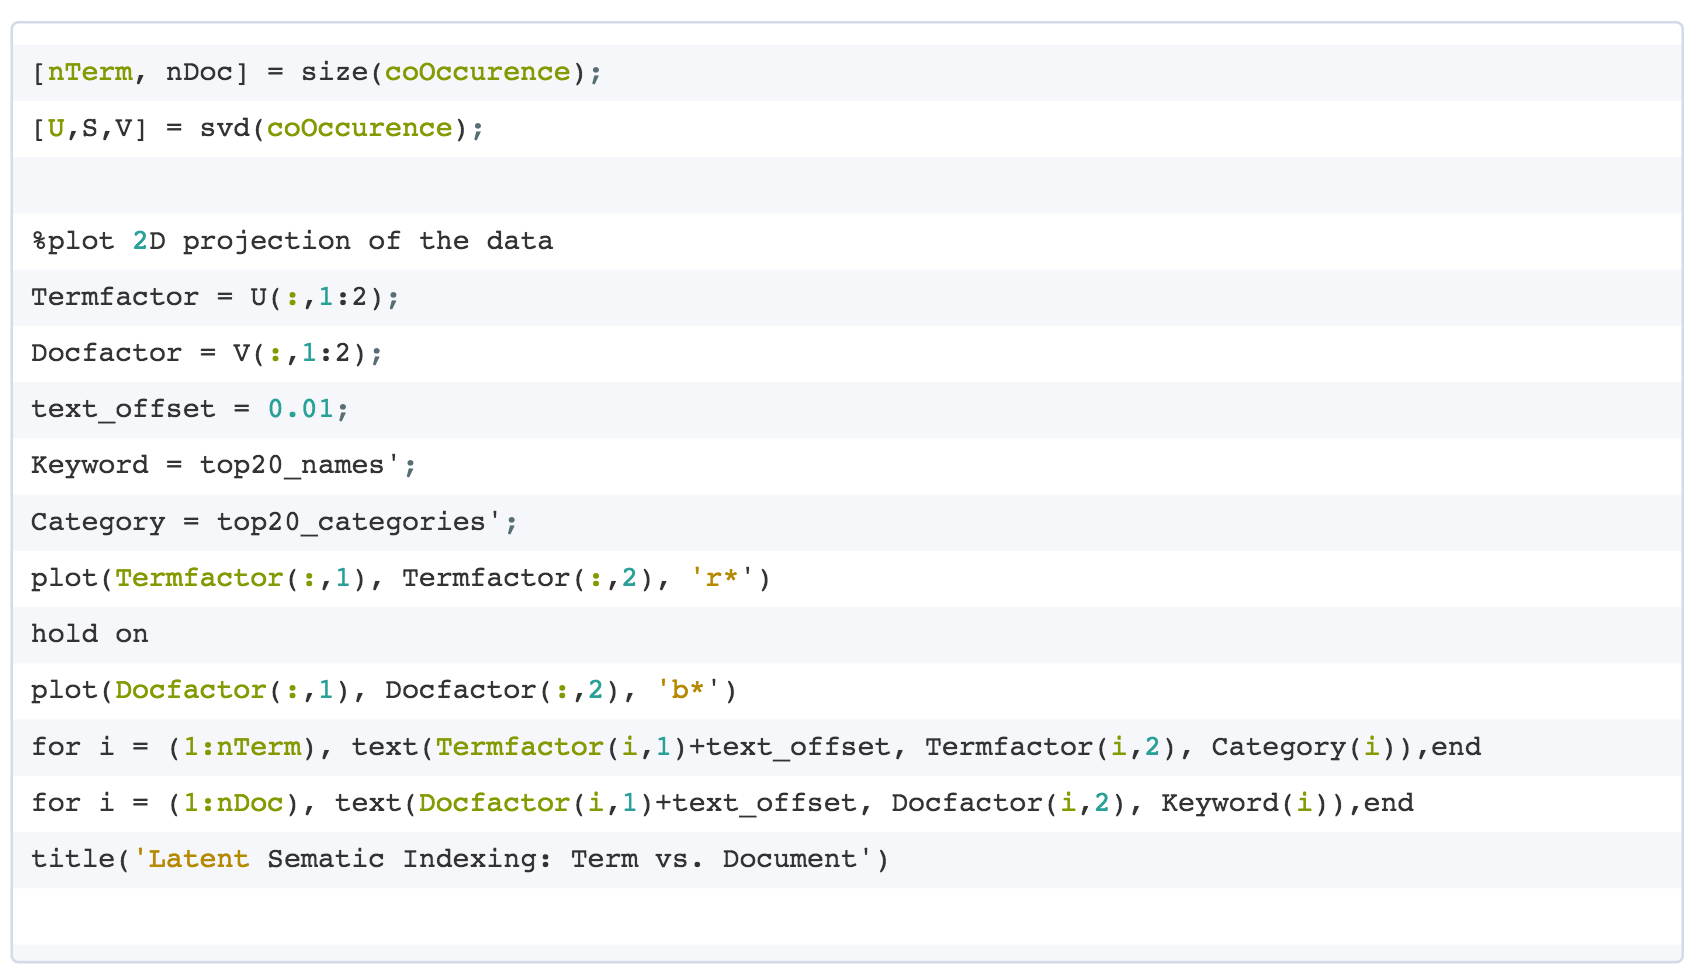 [nTerm, nDoc] = size(coOccurence);
[U,S,V] = svd(coOccurence);
%plot 2D projection of the data
Termfactor = U(:,1:2);
Docfactor = V(:,1:2);
text_offset = 0.01;
Keyword = top20_names';
Category = top20_categories';
plot(Termfactor(:,1), Termfactor(:,2), 'r*')
hold on
plot(Docfactor(:,1), Docfactor(:,2), 'b*')
for i = (1:nTerm), text(Termfactor(i,1)+text_offset, Termfactor(i,2), Category(i)),end
for i = (1:nDoc), text(Docfactor(i,1)+text_offset, Docfactor(i,2), Keyword(i)),end
title('Latent Sematic Indexing: Term vs. Document')